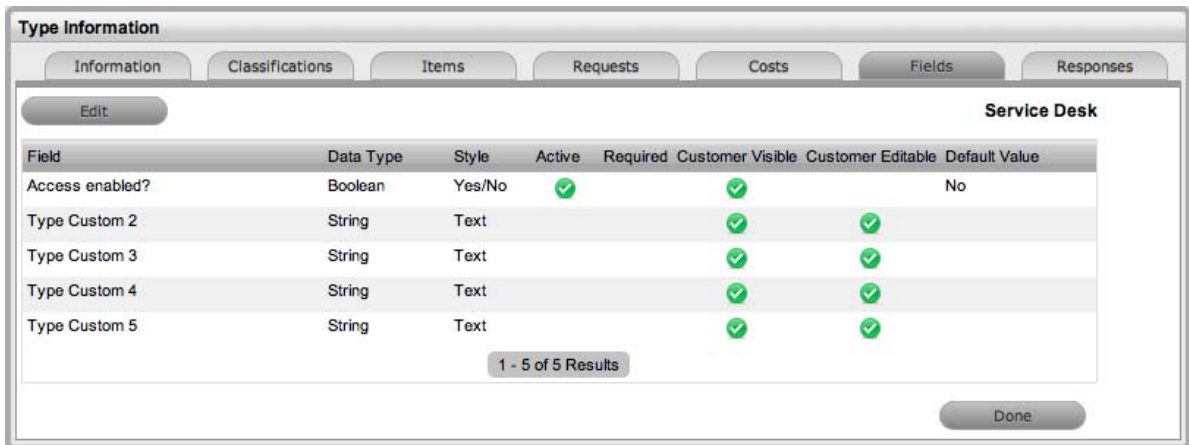 Type Information
Information Classifications Items Requests Costs Fields Responses
Edit Service Desk
Field Data Type Style Active Required Customer Visible Customer Editable Default Value
Access enabled? Boolean Yes/No No
Type Custom 2 String Text
Type Custom 3 String Text
Type Custom 4 String Text
Type Custom 5 String Text
1 - 5 of 5 Results
Done